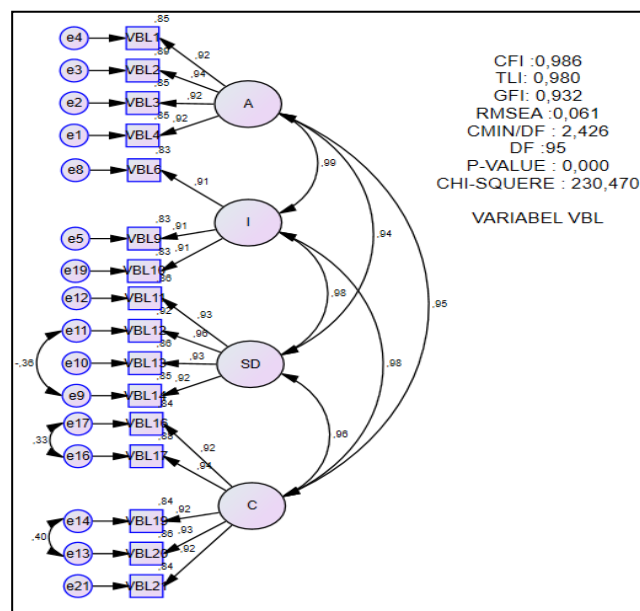 ,85
e4 VBL1 ,92
,89
e3 VBL2 ,94
,85
e2 VBL3 ,92
,85
e1 VBL4 ,92
A
,83
e8 VBL6 ,91
,99
,94
,95
I
,83
e5 VBL9 ,91
,83
e19 VBL10 ,91
,86
e12 VBL11 ,93
,98
,92
e11 VBL12 ,96
,86
e10 VBL13 ,93
SD
,98
-,36
,85
e9 VBL14 ,92
,84
e17 VBL16 ,92
,96
,33
,88
e16 VBL17 ,94
C
,84
e14 VBL19 ,92
,40
,86
e13 VBL20 ,93
,84
e21 VBL21 ,92
CFI :0,986
TLI: 0,980
GFI: 0,932
RMSEA :0,061
CMIN/DF : 2,426
DF :95
P-VALUE : 0,000
CHI-SQUERE : 230,470
VARIABEL VBL